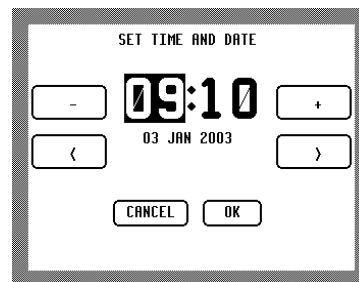 SET TIME AND DATE
- 09:10 +
03 JAN 2003
< >
CANCEL OK